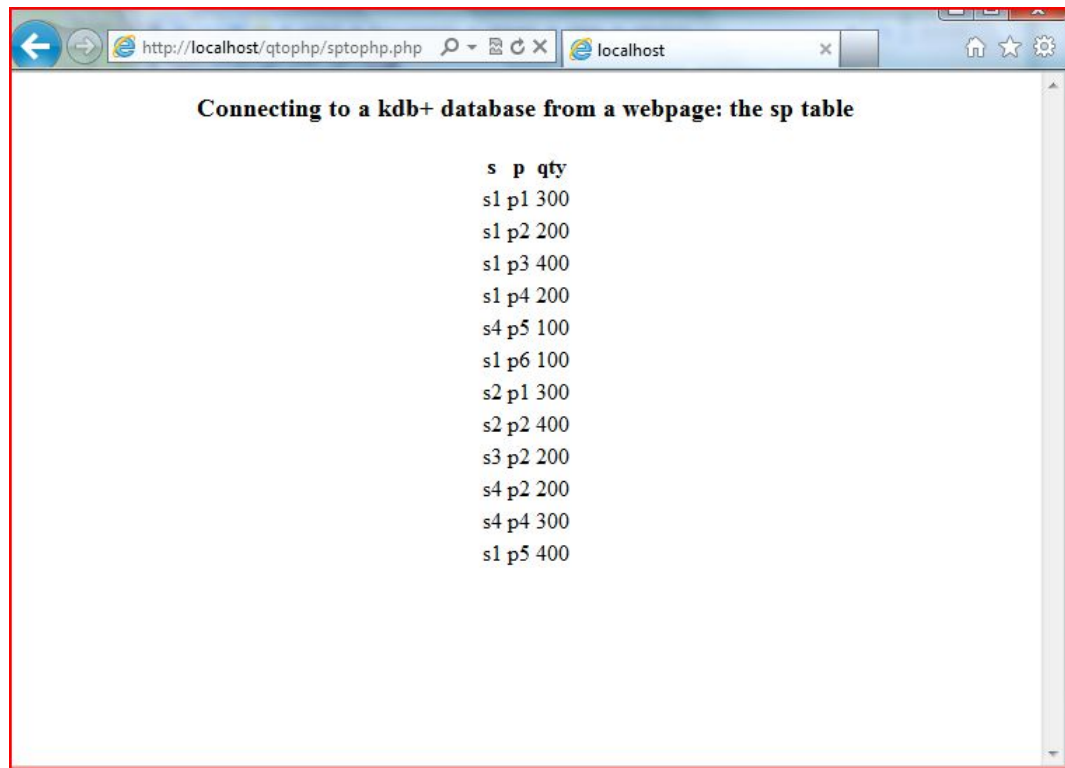 http://localhost/qtophp/sptophp.php
localhost
Connecting to a kdb+ database from a webpage: the sp table
s p qty
s1 p1 300
s1 p2 200
s1 p3 400
s1 p4 200
s4 p5 100
s1 p6 100
s2 p1 300
s2 p2 400
s3 p2 200
s4 p2 200
s4 p4 300
s1 p5 400